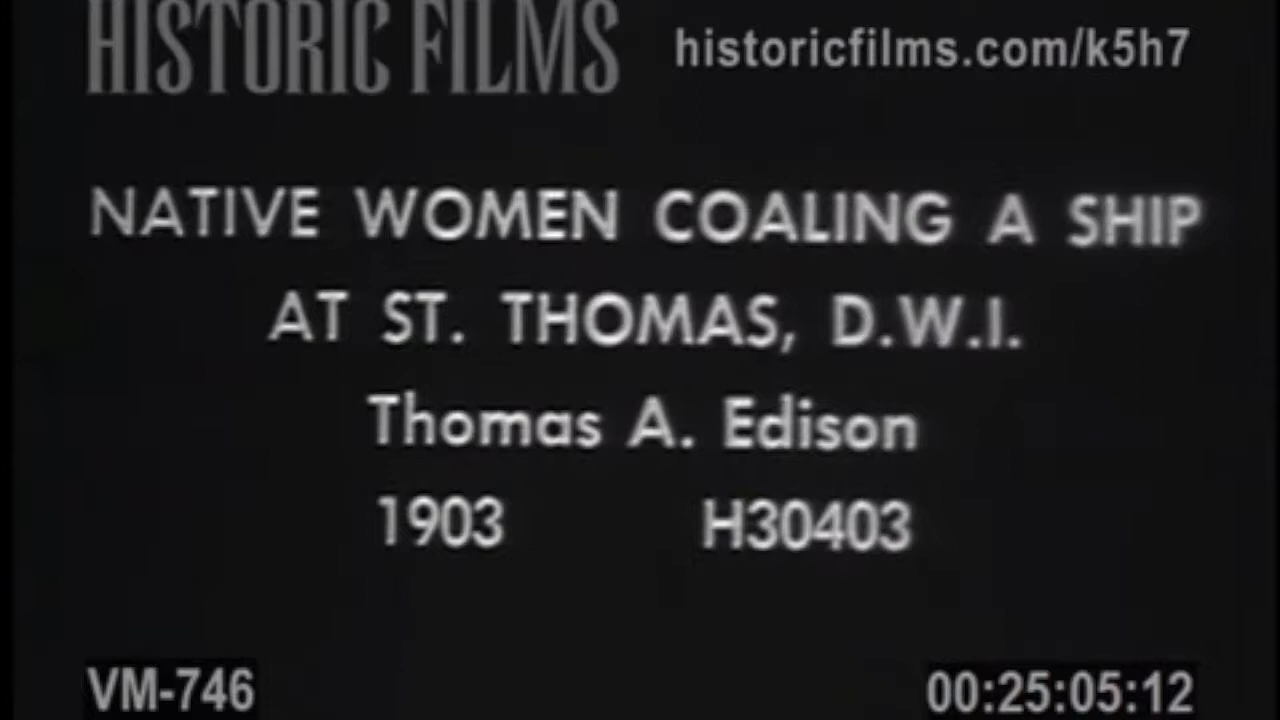 HISTORIC FILMS historicfilms.com/k5h7
NATIVE WOMEN COALING A SHIP
AT ST. THOMAS, D.W.I.
Thomas A. Edison
1903 H30403
VM-746 00:25:05:12